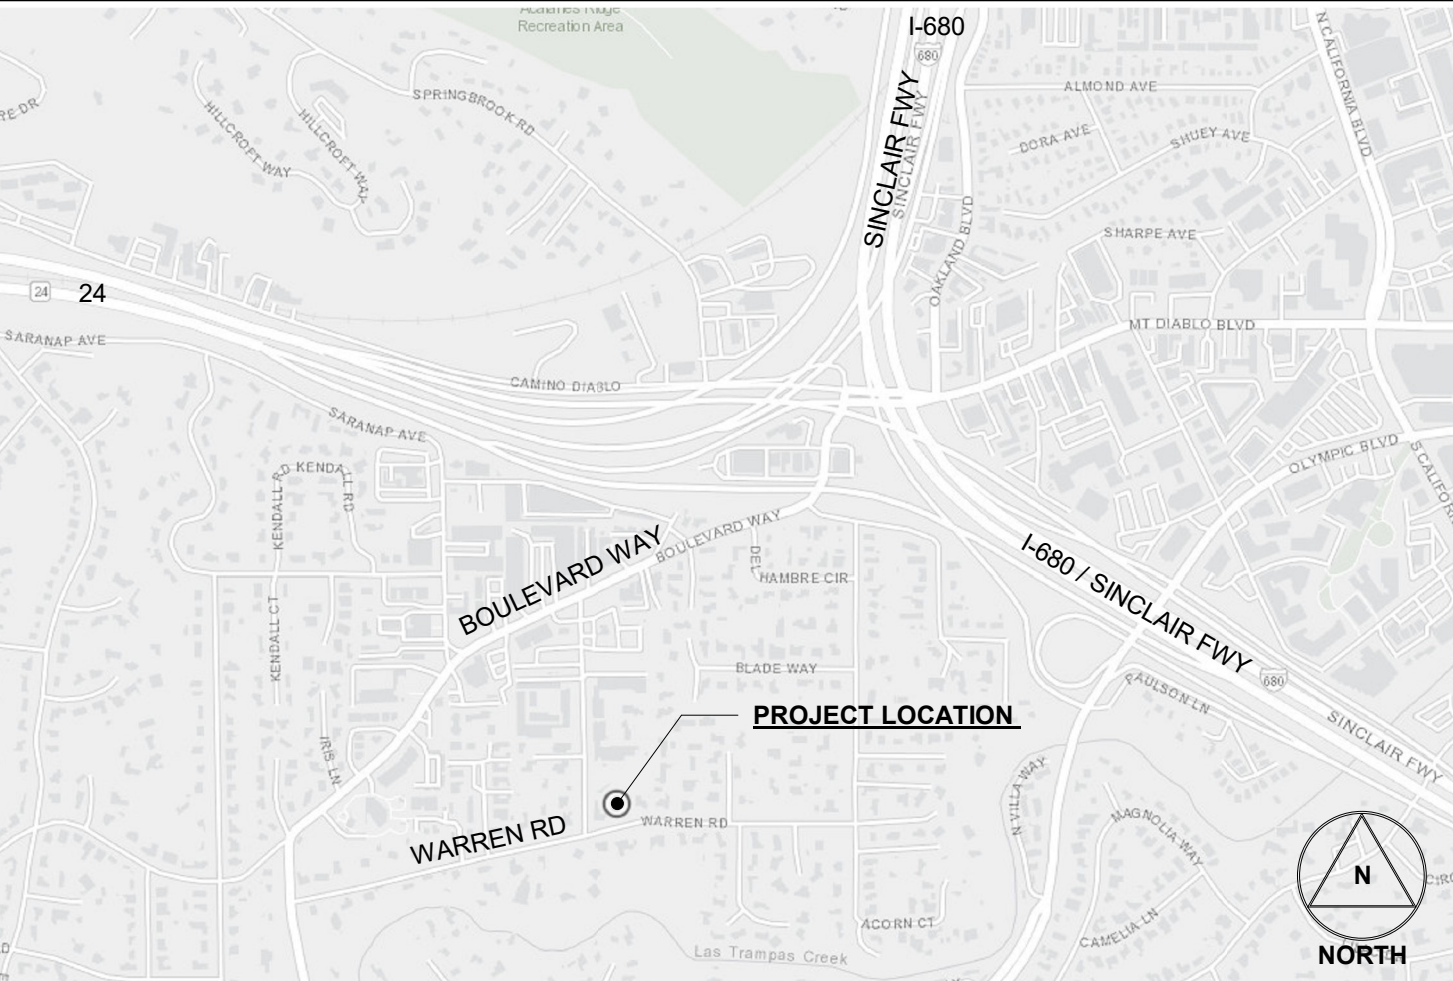 Acalanes Ridge
Recreation Area
I-680
680
SINCLAIR FWY
SINCLAIR FWY
N CALIFORNIA BLVD
ALMOND AVE
SPRINGBROOK RD
HILLCROFT WAY
HILLCROFT WAY
DORA AVE
SHUEY AVE
OAKLAND BLVD
SHARPE AVE
24
24
MT DIABLO BLVD
SARANAP AVE
CAMINO DIABLO
SARANAP AVE
OLYMPIC BLVD
KENDALL RD
KENDALL RD
BOULEVARD WAY
BOULEVARD WAY
DEL
HAMBRE CIR
I-680 / SINCLAIR FWY
KENDALL CT
BLADE WAY
680
PAULSON LN
PROJECT LOCATION
SINCLAIR FWY
IRIS LN
N VILLA WAY
MAGNOLIA WAY
WARREN RD
WARREN RD
N
ACORN CT
CAMELIA LN
Las Trampas Creek
NORTH